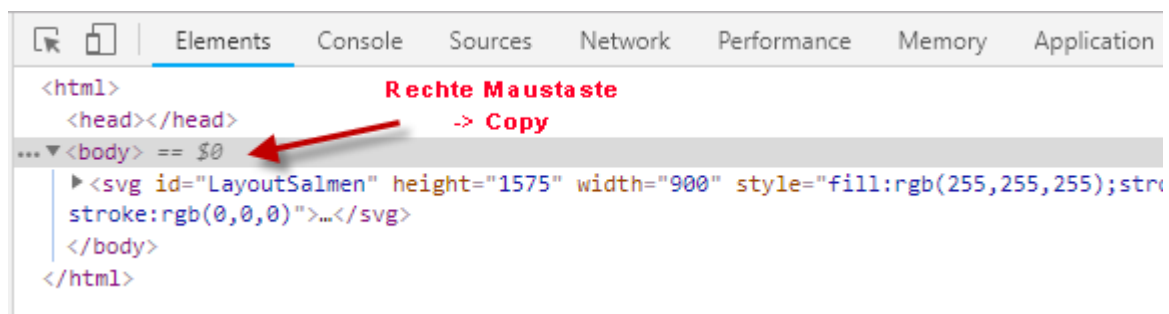 Elements Console Sources Network Performance Memory Application
<html>
Rechte Maustaste
<head></head>
-> Copy
... ▼<body> == $0
▶<svg id="LayoutSalmen" height="1575" width="900" style="fill:rgb(255,255,255);stro
stroke:rgb(0,0,0)">…</svg>
</body>
</html>